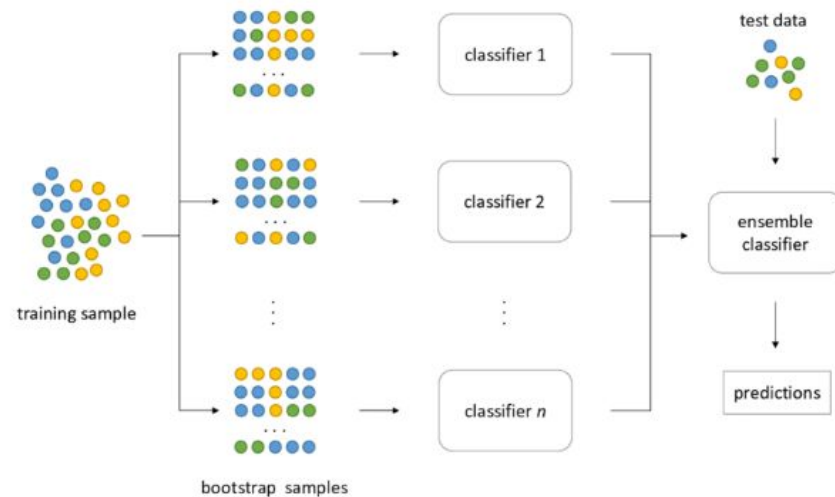 test data
classifier 1
classifier 2
ensemble
classifier
training sample
classifier n
predictions
bootstrap samples